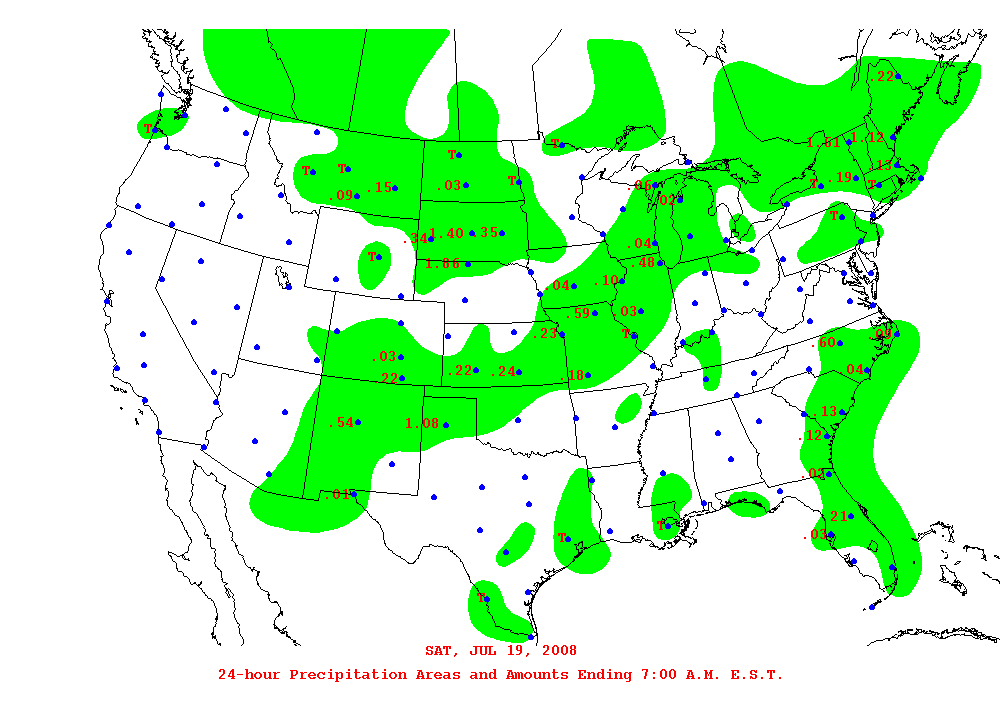 .22
T
1.61 1.12
T
T
.13
T T
.19
T .06 T
.03 T
.15
.09
.02
T
.34 1.40 .35
.04
T
1.86 .48
.10
.04
.59 .03
.23 T .09
.60
.03
.22 .24 .04
.22 .18
.13
.54 1.08
.12
.02
.01
.21
T
T .03
T
SAT, JUL 19, 2008
24-hour Precipitation Areas and Amounts Ending 7:00 A.M. E.S.T.